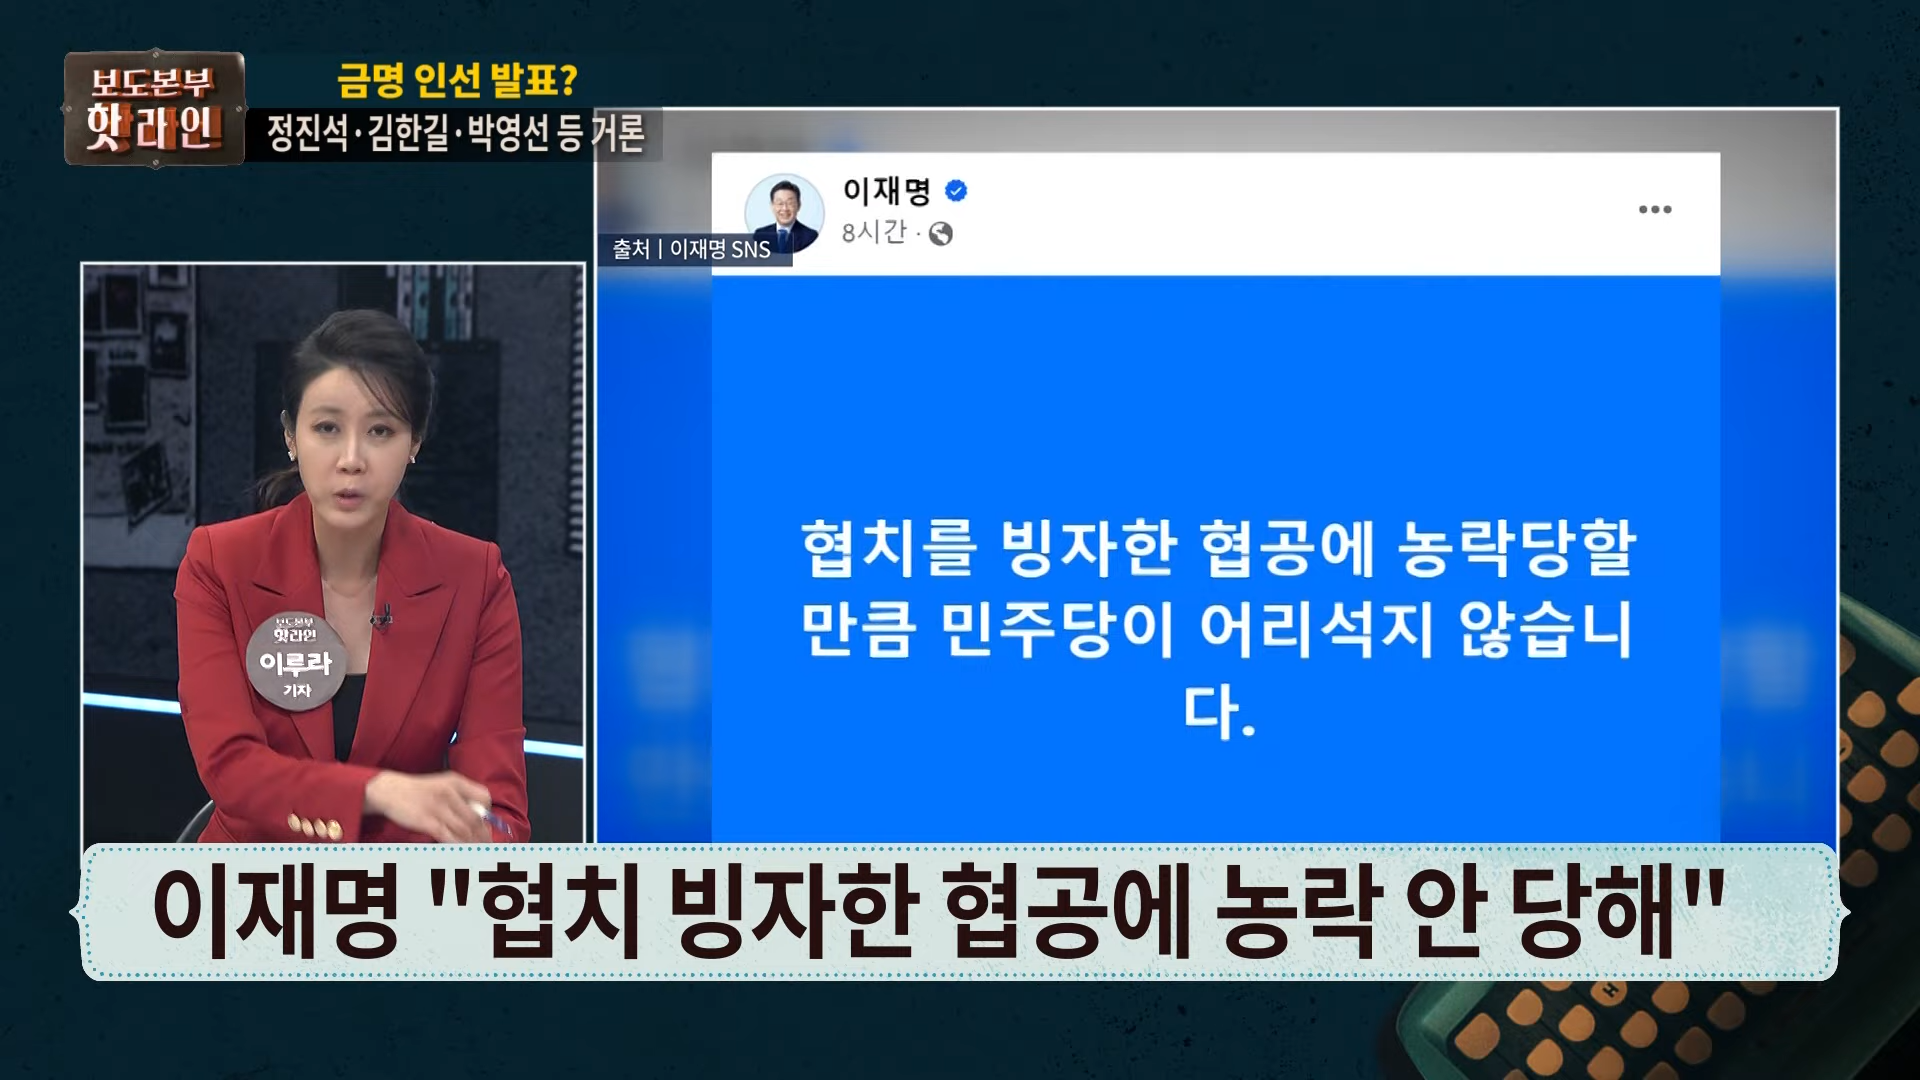 보도본부
핫라인
금명 인선 발표?
정진석·김한길·박영선 등 거론
이재명
8시간 ·
출처 | 이재명 SNS
협치를 빙자한 협공에 농락당할
만큼 민주당이 어리석지 않습니
다.
보도본부
핫라인
이루라
기자
이재명 "협치 빙자한 협공에 농락 안 당해"
H